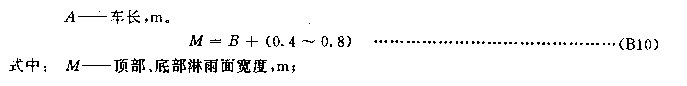 A——车长,m。
M = B + (0.4 ~ 0.8) ……………………………………(B10)
式中: M——顶部、底部淋雨面宽度,m;